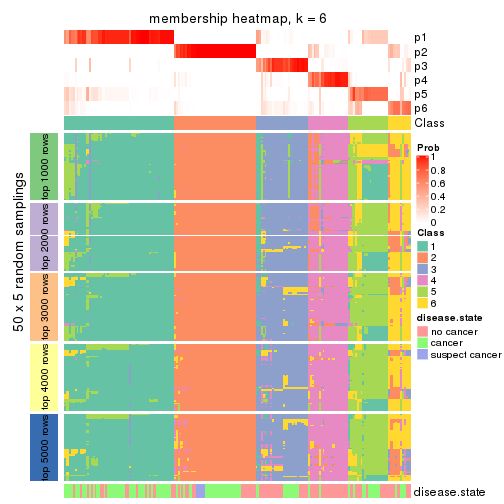 membership heatmap, k = 6
p1
p2
p3
p4
p5
p6
Class
50 x 5 random samplings
top 1000 rows
top 2000 rows
top 3000 rows
top 4000 rows
top 5000 rows
Prob
1
0.8
0.6
0.4
0.2
0
Class
1
2
3
4
5
6
disease.state
no cancer
cancer
suspect cancer
disease.state